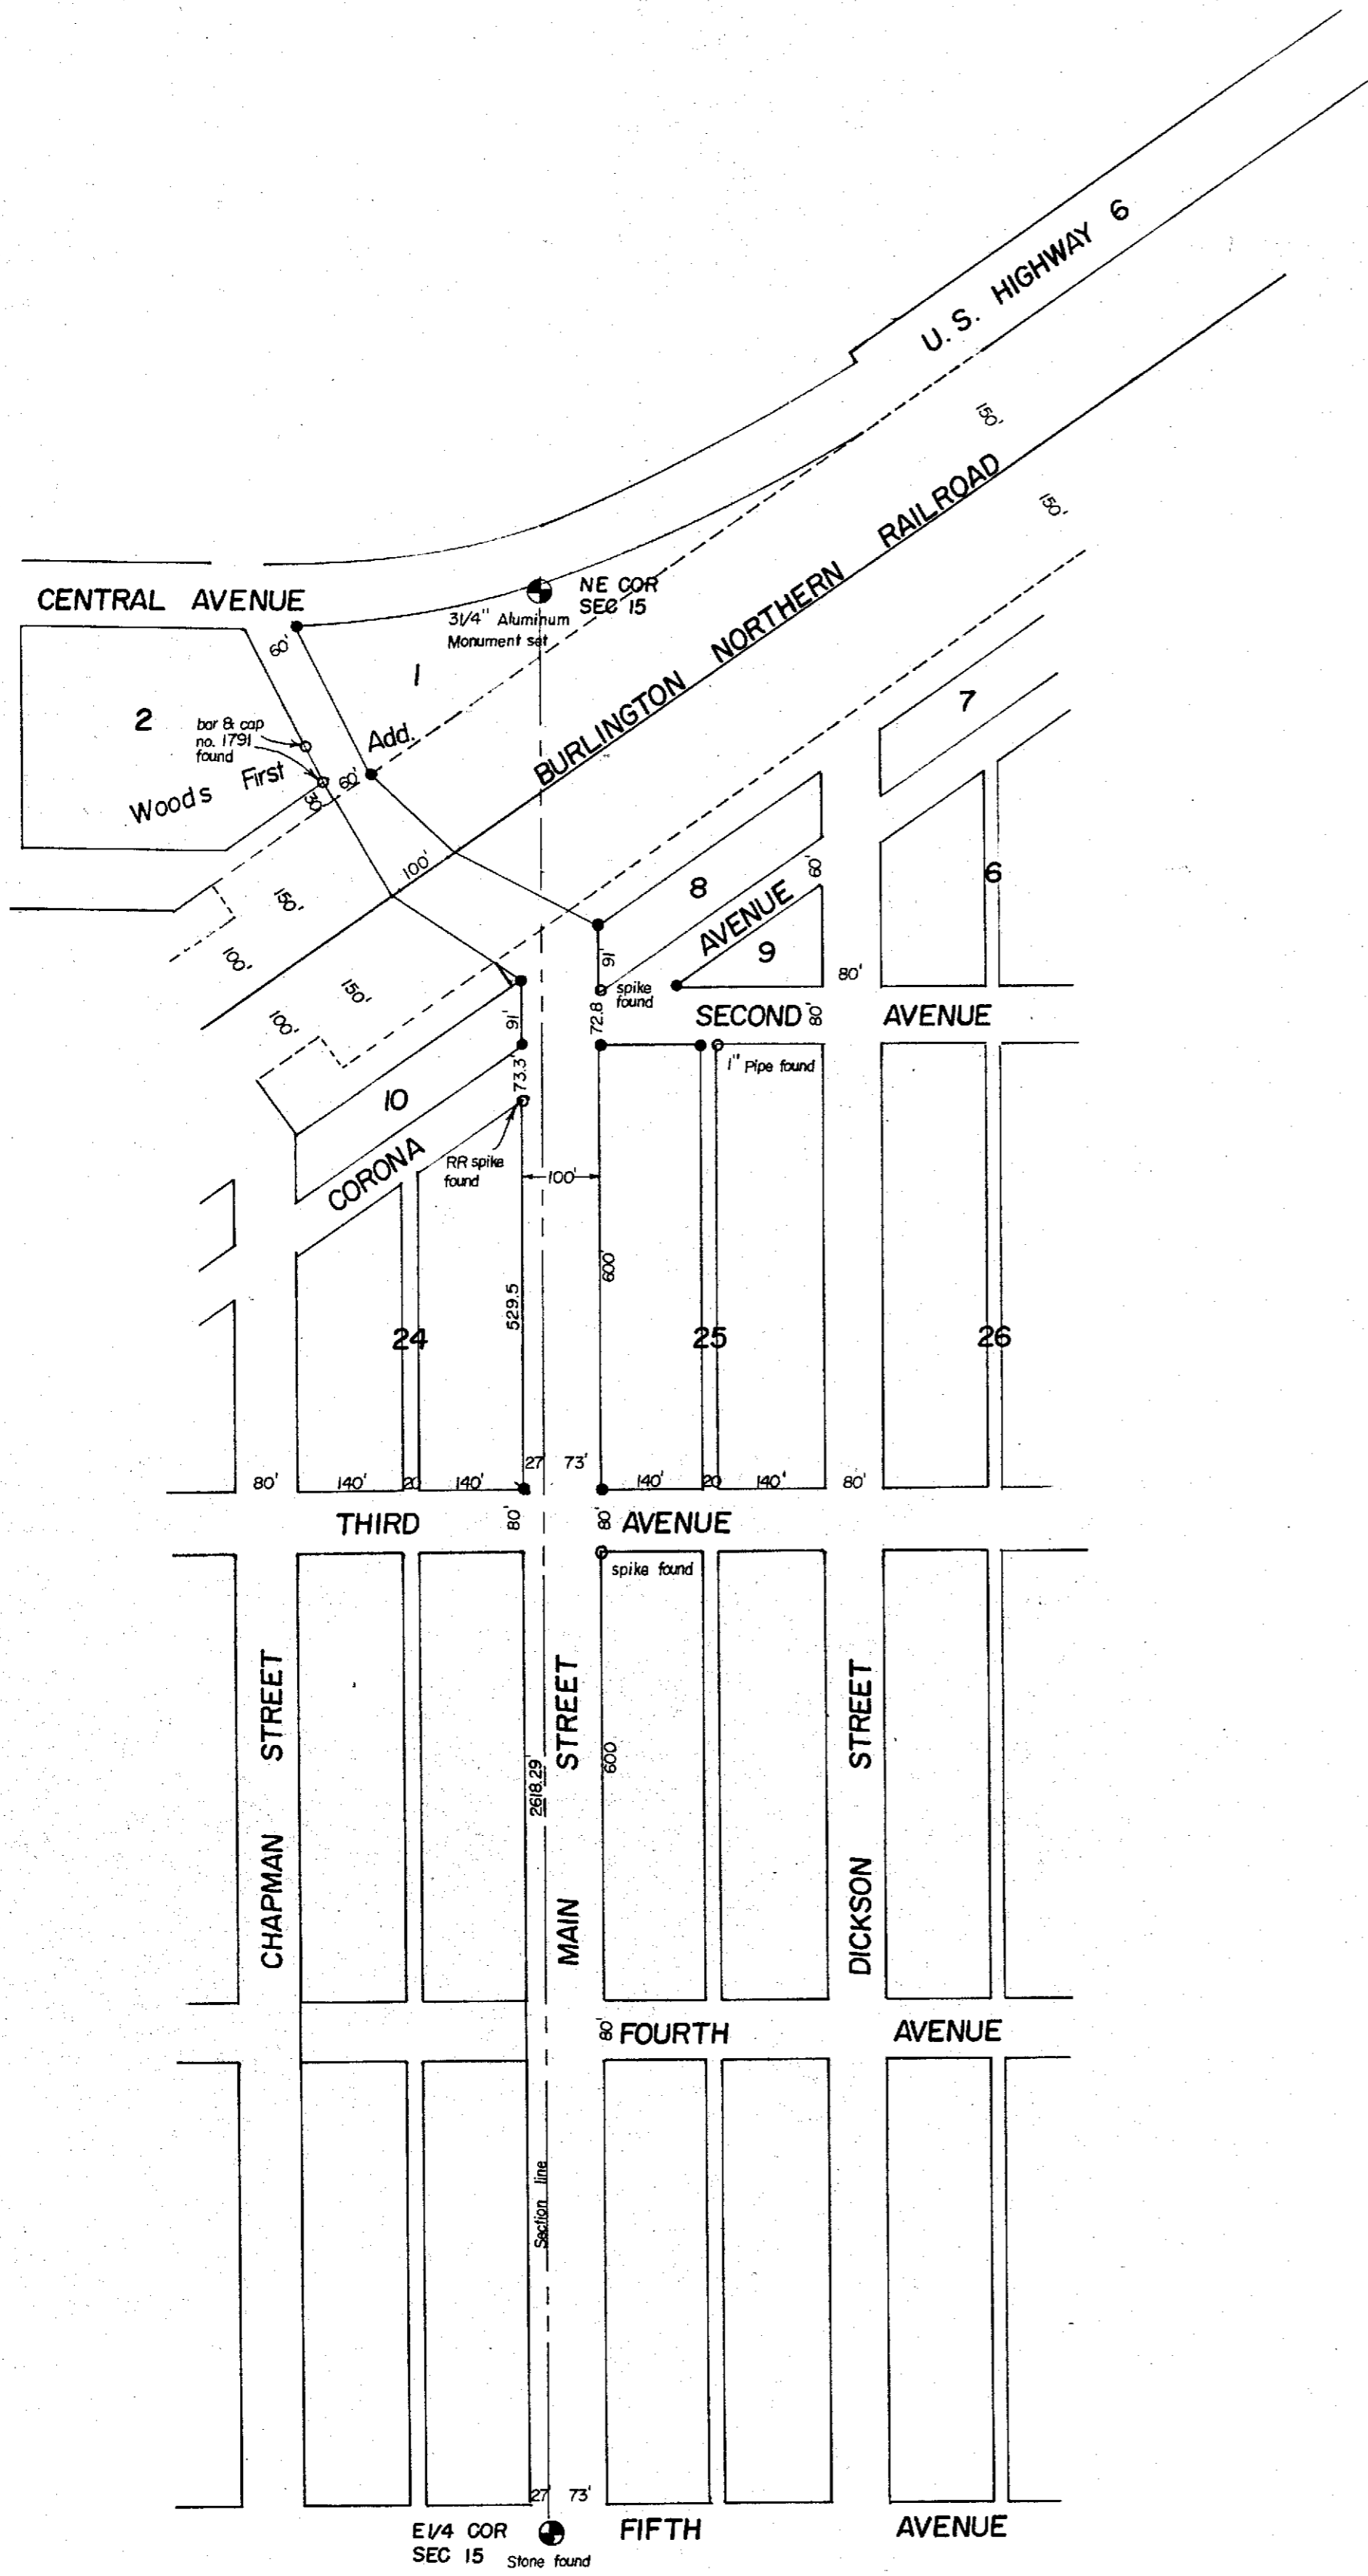 U.S. HIGHWAY 6
150'
BURLINGTON NORTHERN RAILROAD
150'
CENTRAL AVENUE
NE COR
SEC 15
31/4" Aluminum
Monument set
60'
1
2
bar & cap
no. 1791
found
Woods First Add.
60'
30'
7
100'
150'
100'
8
60'
6
AVENUE
9
91'
spike
found
80'
150'
100'
91'
72.8
SECOND AVENUE
80'
73.3'
1" Pipe found
10
CORONA
RR spike
found
100'
600'
529.5
24
25
26
27' 73'
80' 140' 20 140'
140' 20 140' 80'
THIRD AVENUE
80'
80'
spike found
CHAPMAN STREET
MAIN STREET
DICKSON STREET
2618.29'
600'
80'
FOURTH AVENUE
Section line
27' 73'
E1/4 COR
SEC 15
Stone found
FIFTH AVENUE